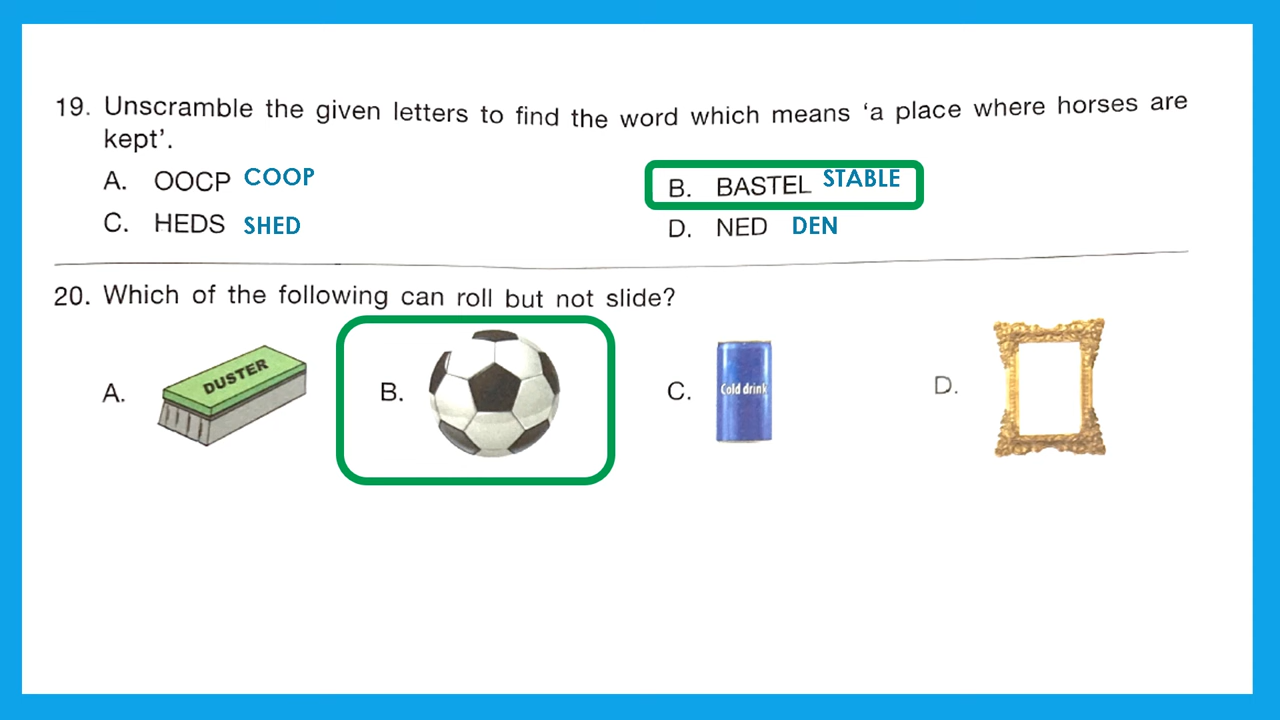 19. Unscramble the given letters to find the word which means ‘a place where horses are
kept’.
A. OOCP COOP
B. BASTEL STABLE
C. HEDS SHED
D. NED DEN
20. Which of the following can roll but not slide?
A. DUSTER
B.
C. Cold drink
D.